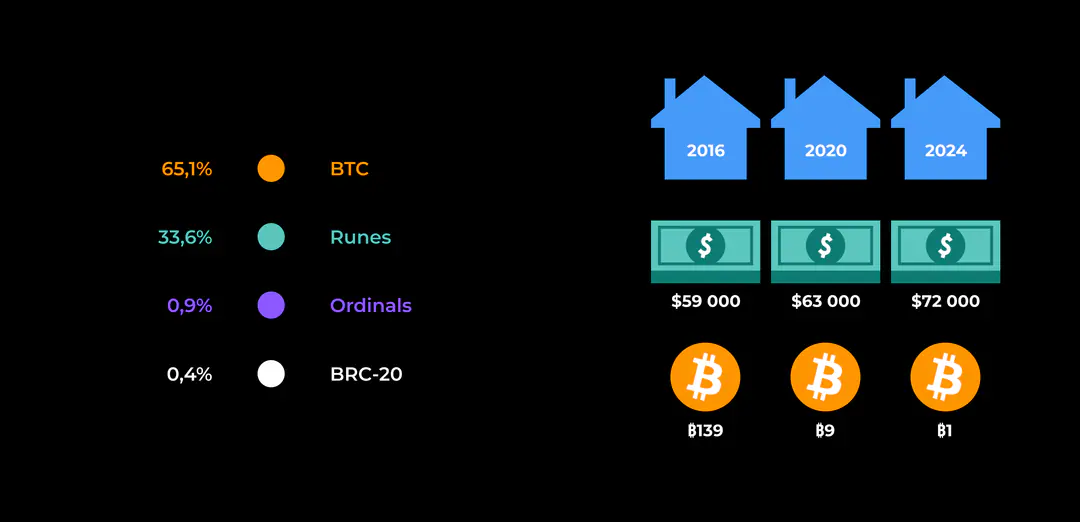 65,1% BTC
33,6% Runes
0,9% Ordinals
0,4% BRC-20
2016 2020 2024
$ $ $
$59 000 $63 000 $72 000
₿ ₿ ₿
฿139 ฿9 ฿1